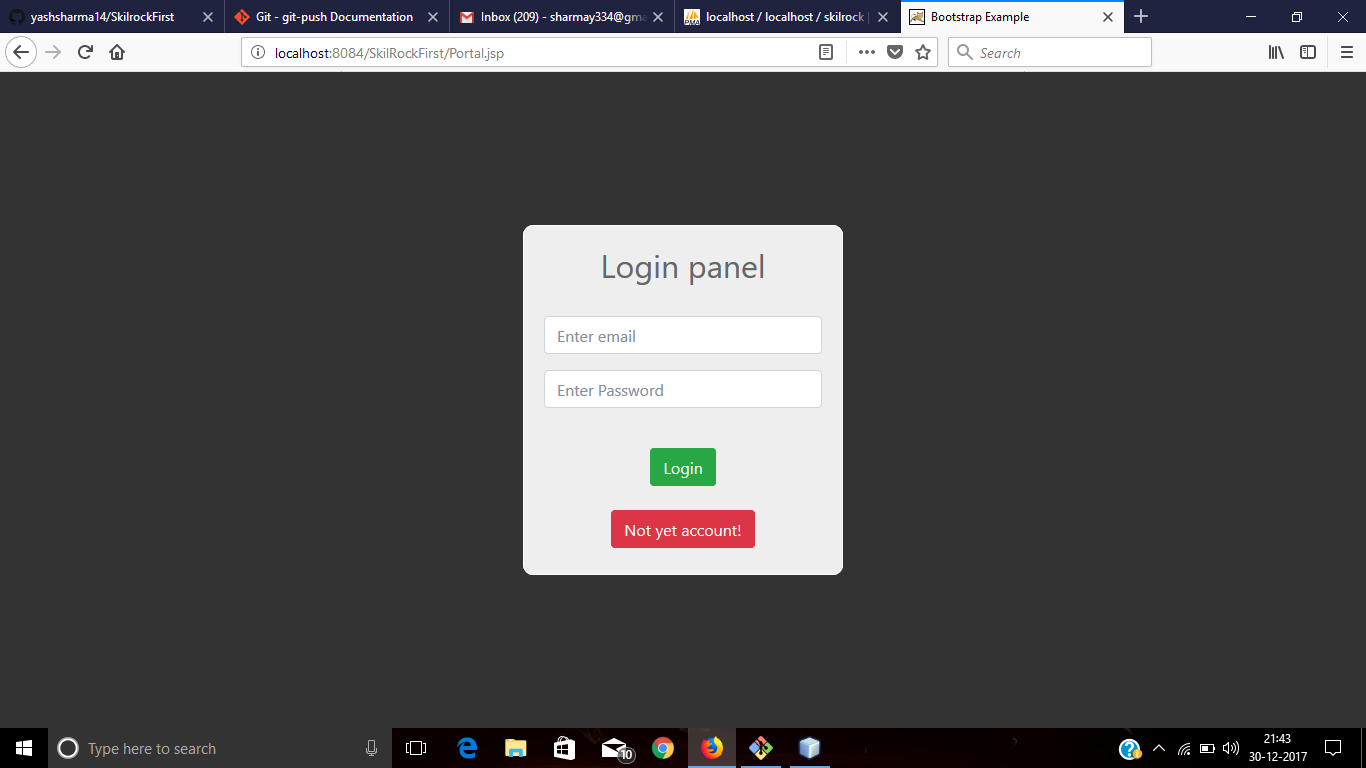 yashsharma14/SkilrockFirst
Git - git-push Documentation
Inbox (209) - sharmay334@gma
localhost / localhost / skilrock |
Bootstrap Example
localhost:8084/SkilRockFirst/Portal.jsp
Search
Login panel
Enter email
Enter Password
Login
Not yet account!
Type here to search
10
21:43
30-12-2017